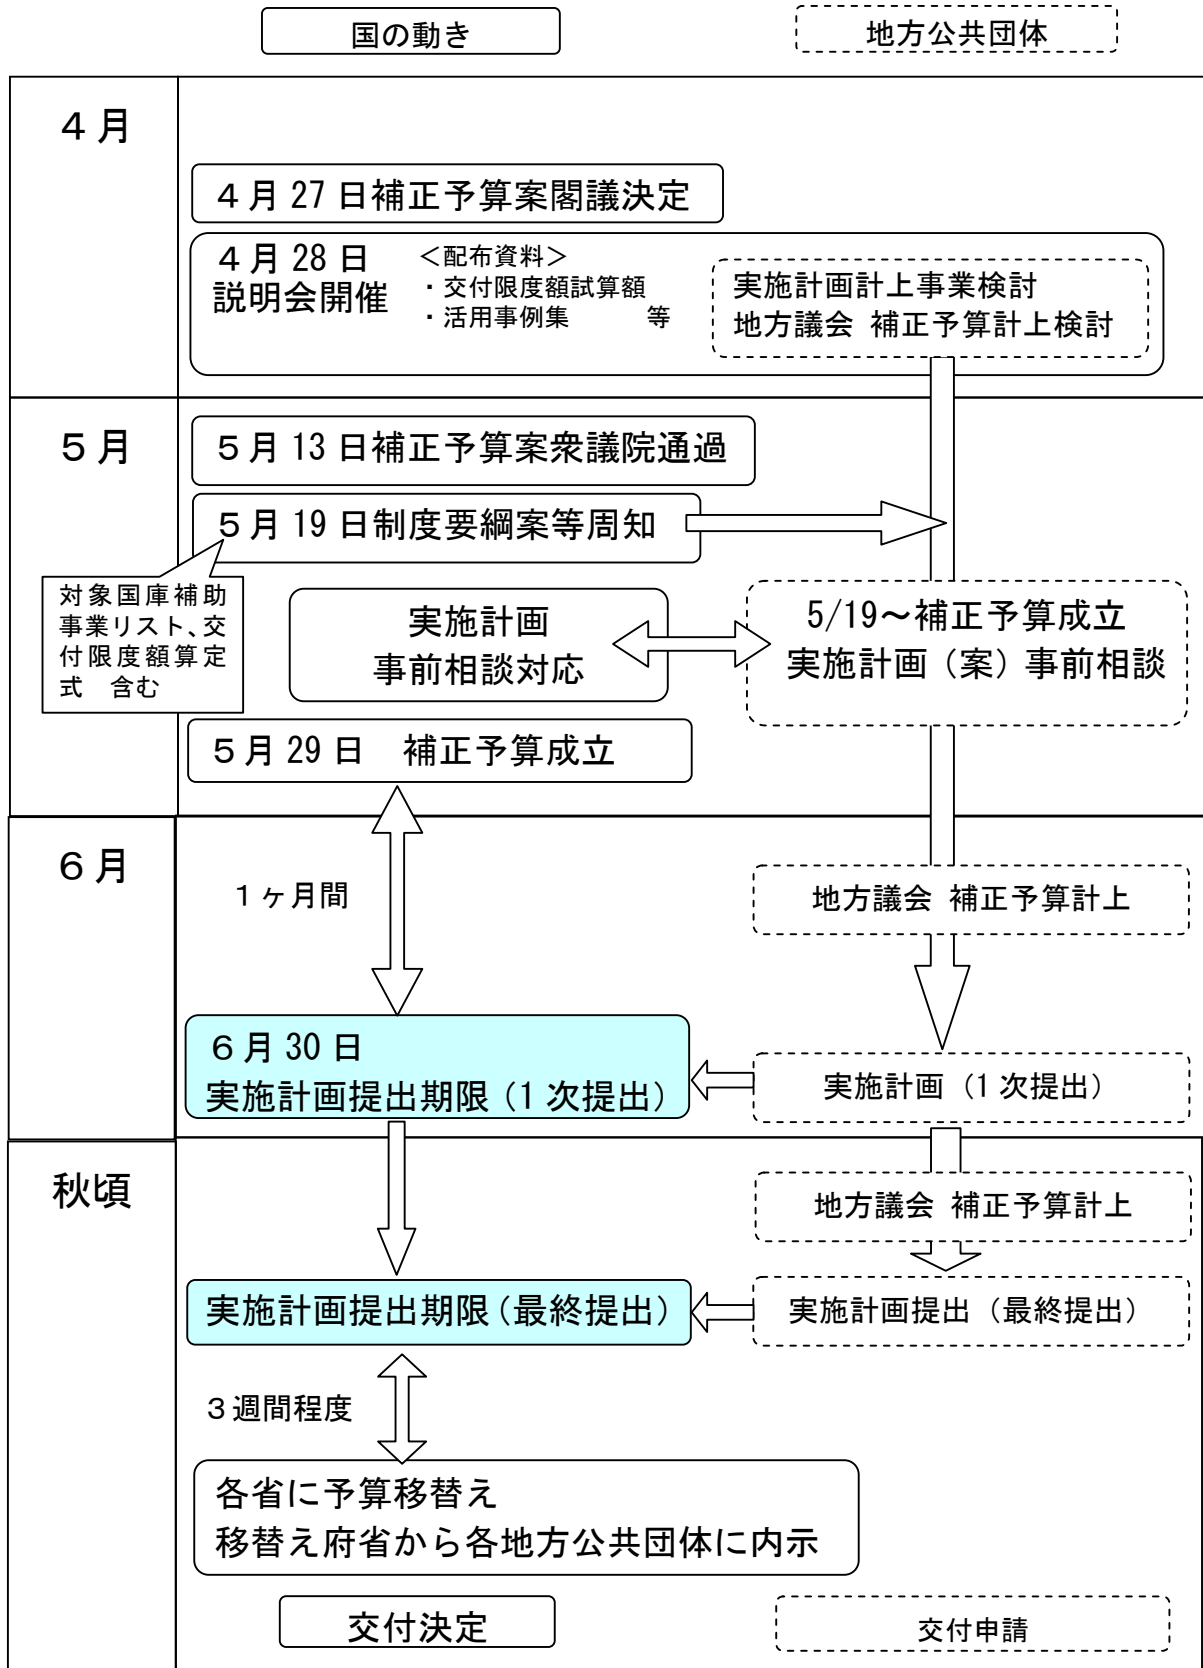 国の動き
地方公共団体
４月
４月 27 日補正予算案閣議決定
４月 28 日
説明会開催
＜配布資料＞
・交付限度額試算額
・活用事例集　　　等
実施計画計上事業検討
地方議会 補正予算計上検討
５月
５月 13 日補正予算案衆議院通過
５月 19 日制度要綱案等周知
対象国庫補助
事業リスト、交
付限度額算定
式　含む
実施計画
事前相談対応
5/19～補正予算成立
実施計画（案）事前相談
５月 29 日　補正予算成立
６月
１ヶ月間
地方議会 補正予算計上
６月 30 日
実施計画提出期限（1 次提出）
実施計画（1 次提出）
秋頃
地方議会 補正予算計上
実施計画提出期限（最終提出）
実施計画提出（最終提出）
３週間程度
各省に予算移替え
移替え府省から各地方公共団体に内示
交付決定
交付申請